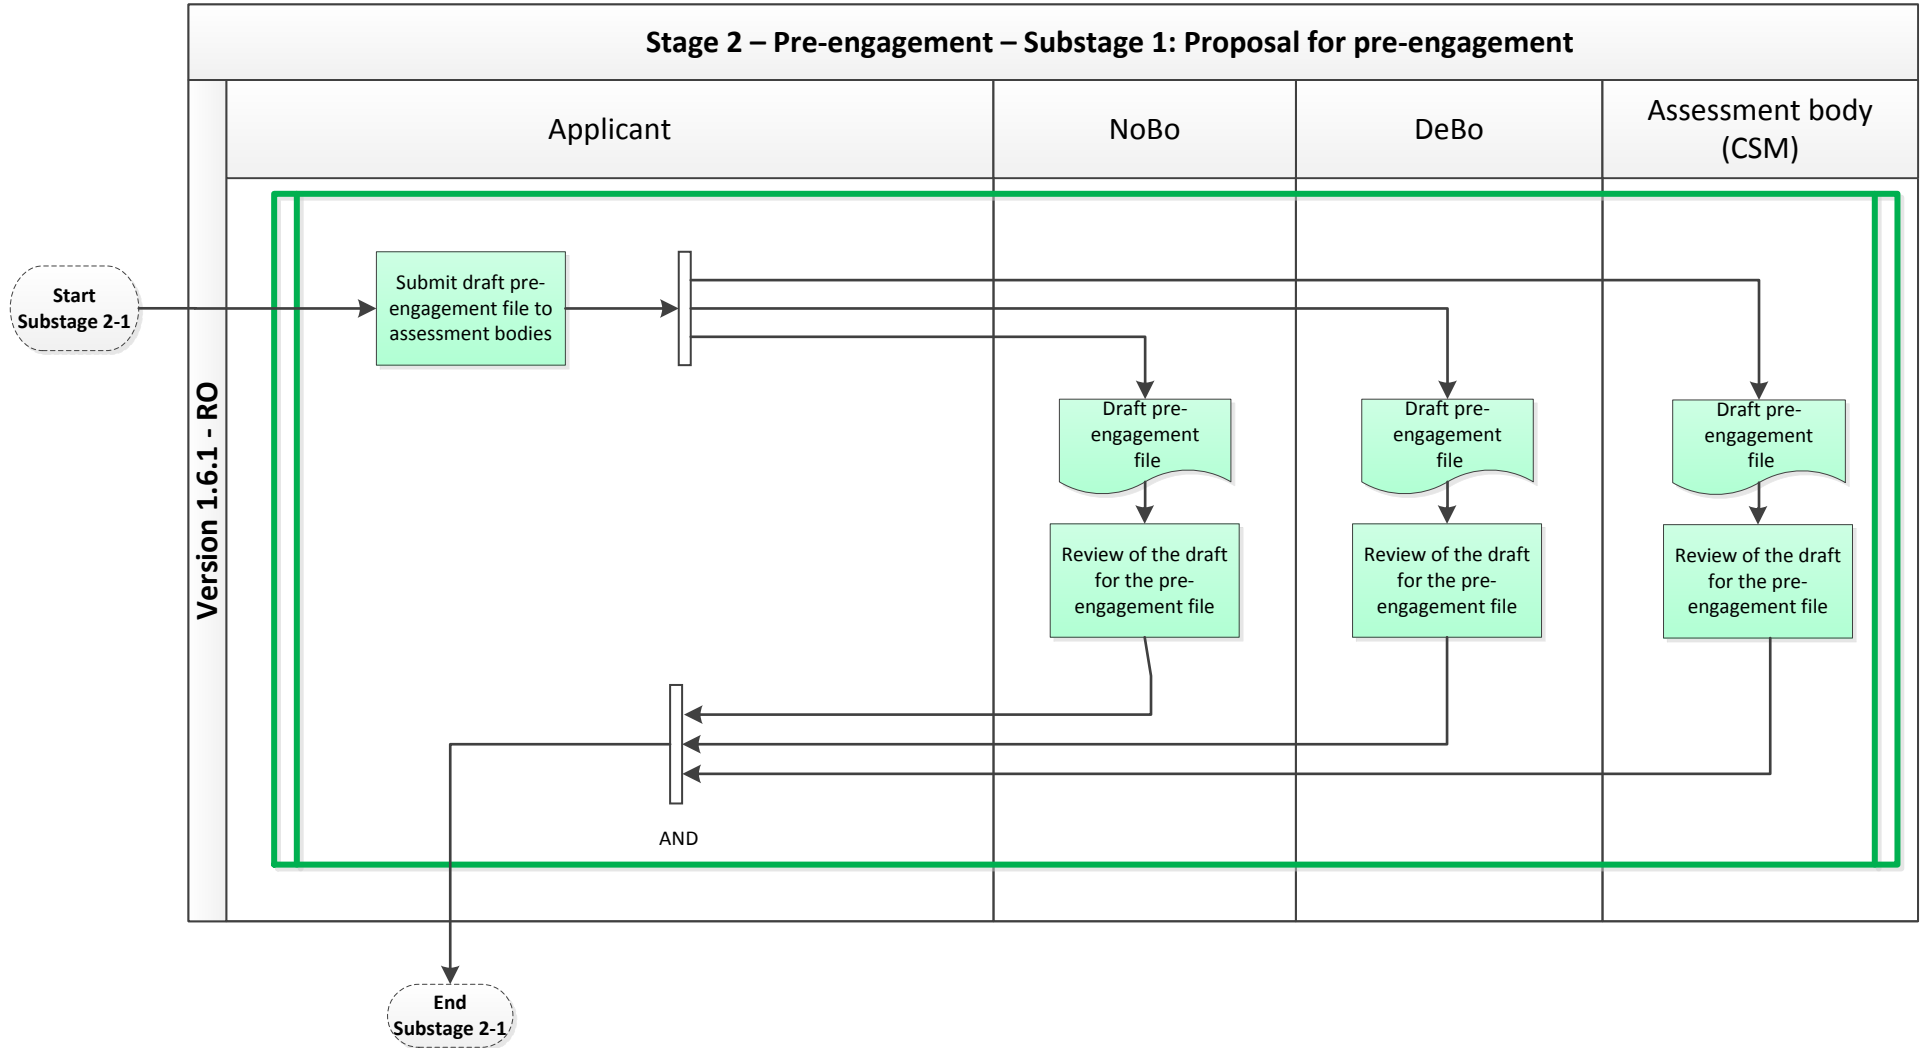 Stage 2 – Pre-engagement – Substage 1: Proposal for pre-engagement
Applicant
NoBo
DeBo
Assessment body
(CSM)
Version 1.6.1 - RO
Start
Substage 2-1
Submit draft pre-
engagement file to
assessment bodies
Draft pre-
engagement
file
Draft pre-
engagement
file
Draft pre-
engagement
file
Review of the draft
for the pre-
engagement file
Review of the draft
for the pre-
engagement file
Review of the draft
for the pre-
engagement file
AND
End
Substage 2-1